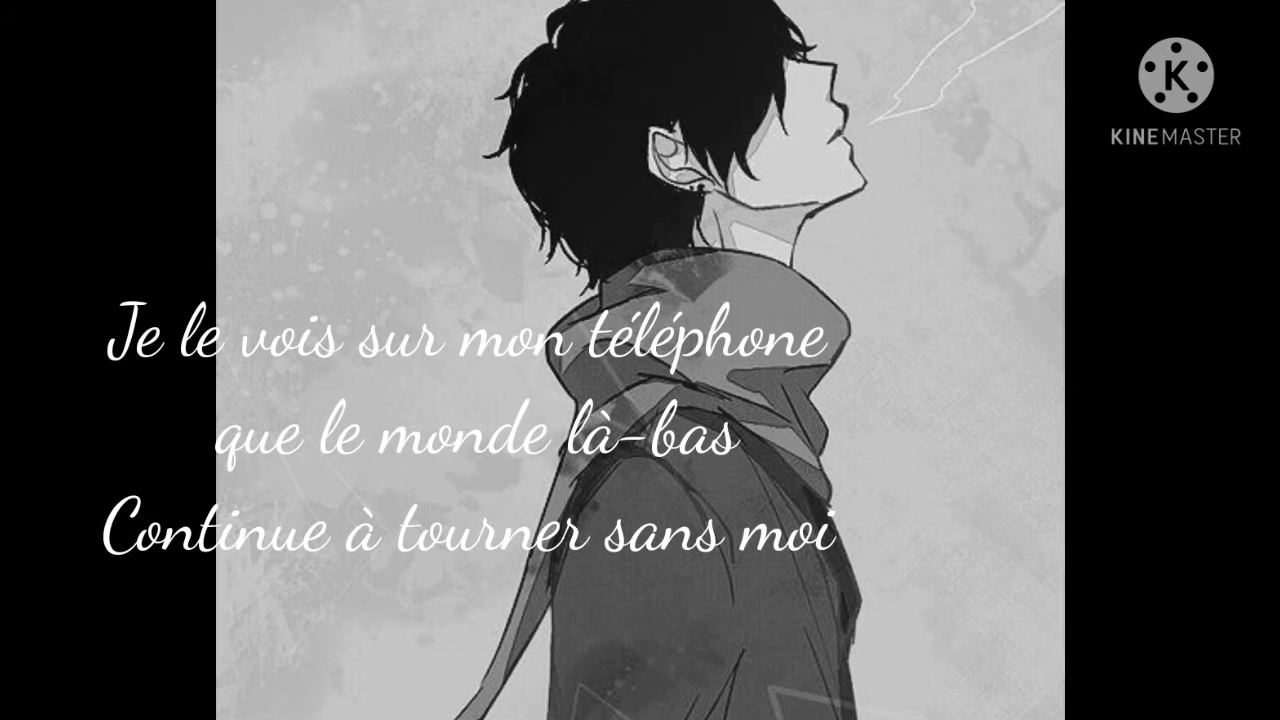 KINEMASTER
Je le vois sur mon téléphone
que le monde là-bas
Continue à tourner sans moi